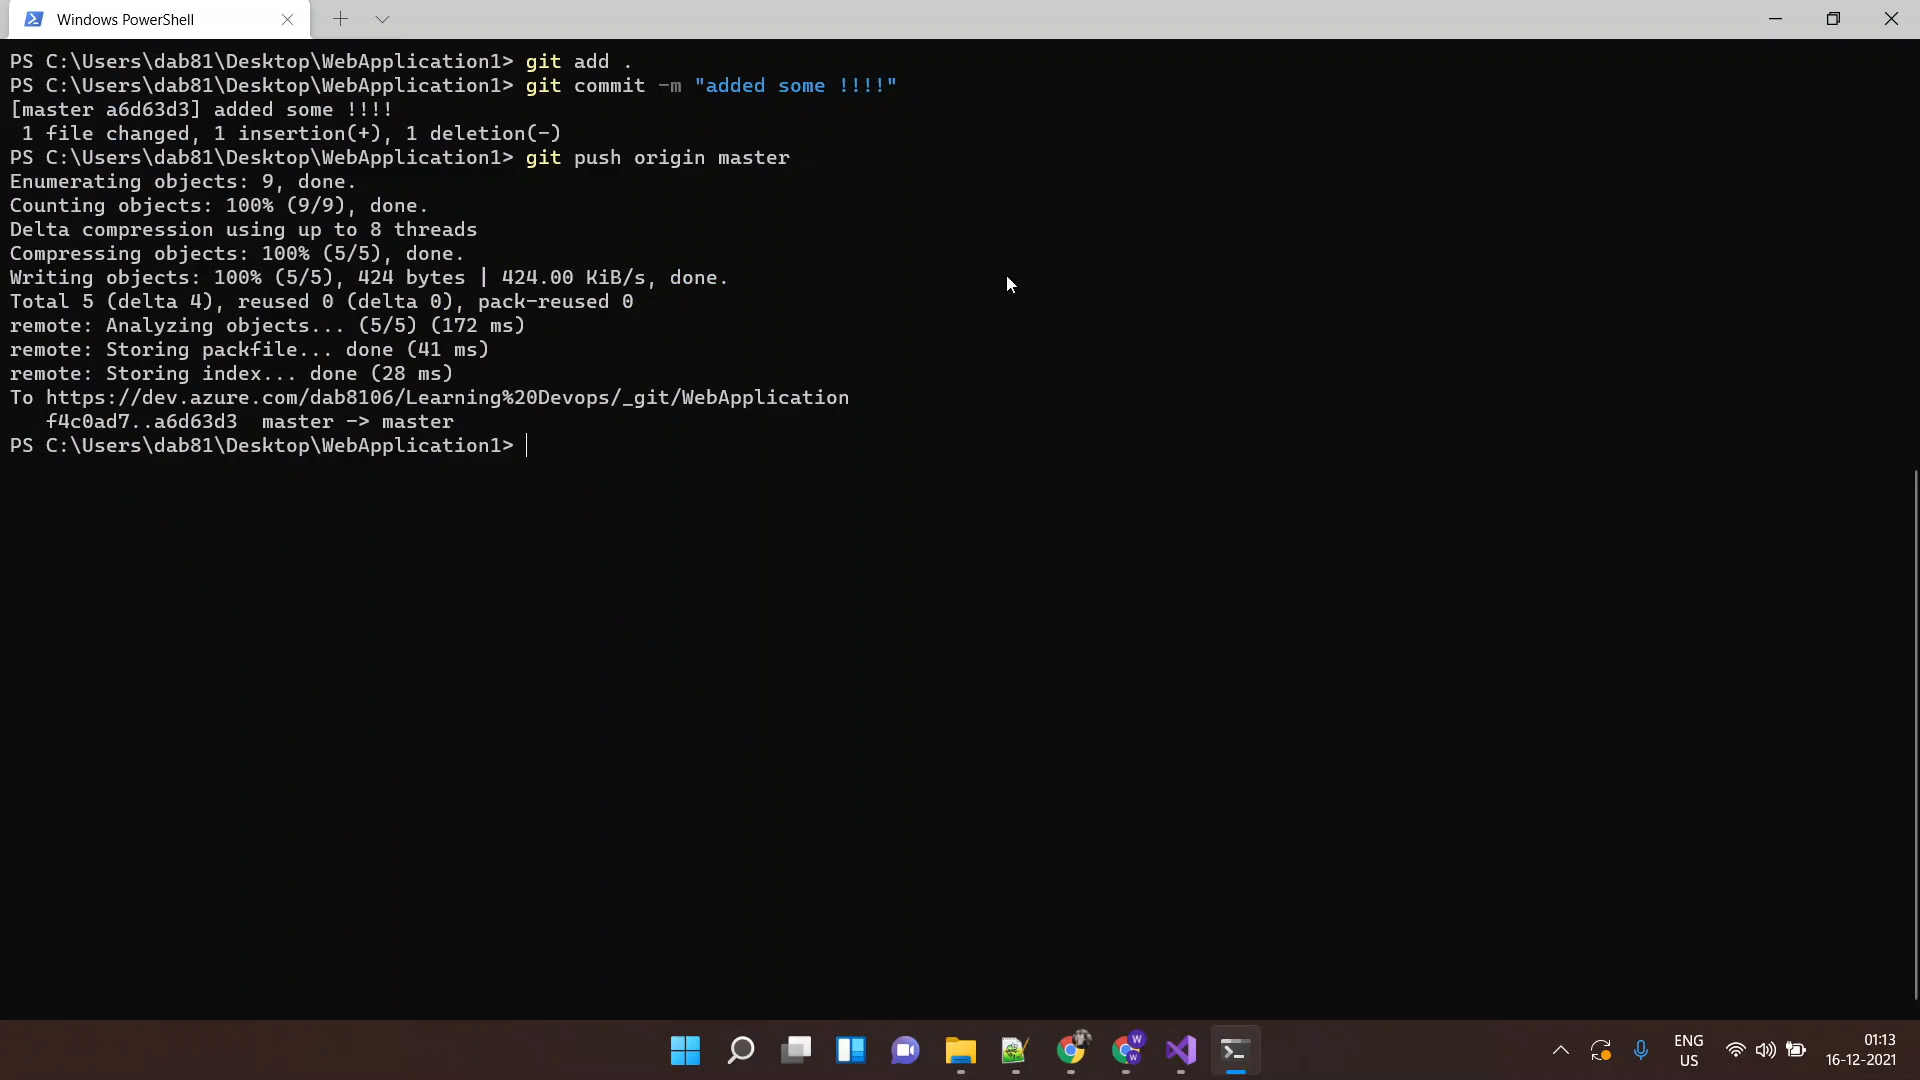 Windows PowerShell
PS C:\Users\dab81\Desktop\WebApplication1> git add .
PS C:\Users\dab81\Desktop\WebApplication1> git commit -m "added some !!!!"
[master a6d63d3] added some !!!!
 1 file changed, 1 insertion(+), 1 deletion(-)
PS C:\Users\dab81\Desktop\WebApplication1> git push origin master
Enumerating objects: 9, done.
Counting objects: 100% (9/9), done.
Delta compression using up to 8 threads
Compressing objects: 100% (5/5), done.
Writing objects: 100% (5/5), 424 bytes | 424.00 KiB/s, done.
Total 5 (delta 4), reused 0 (delta 0), pack-reused 0
remote: Analyzing objects... (5/5) (172 ms)
remote: Storing packfile... done (41 ms)
remote: Storing index... done (28 ms)
To https://dev.azure.com/dab8106/Learning%20Devops/_git/WebApplication
   f4c0ad7..a6d63d3  master -> master
PS C:\Users\dab81\Desktop\WebApplication1>
W
W
ENG
US
01:13
16-12-2021